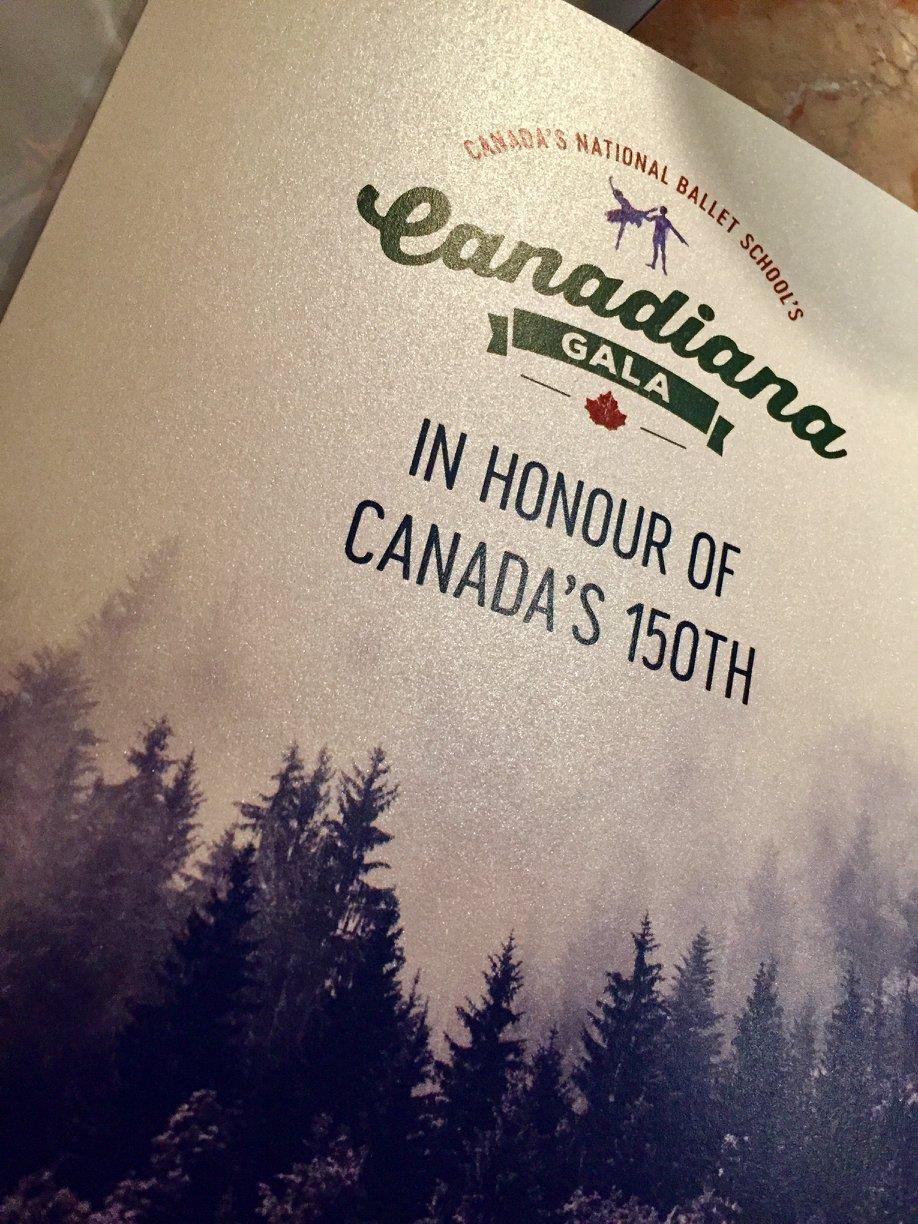 CANADA'S NATIONAL BALLET SCHOOL'S
Canadiana
GALA
IN HONOUR OF
CANADA'S 150TH